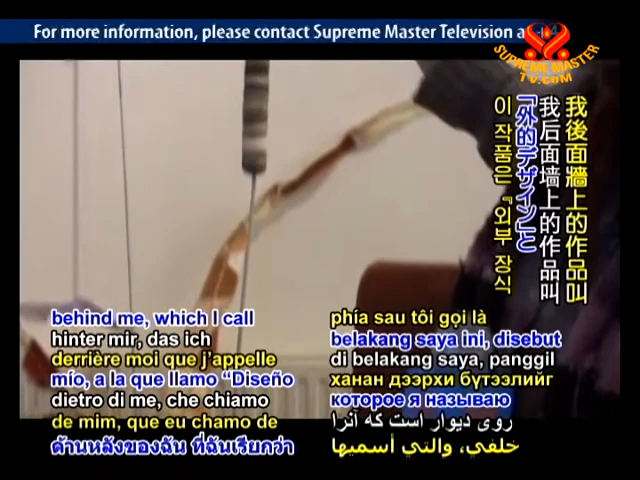 For more information, please contact Supreme Master Television at
SUPREME MASTER
TV.COM
我後面牆上的作品叫
我后面墙上的作品叫
「外的デザイン」と
이 작품은 『외부 장식
behind me, which I call
hinter mir, das ich
derrière moi que j'appelle
mío, a la que llamo “Diseño
dietro di me, che chiamo
de mim, que eu chamo de
ด้านหลังของฉัน ที่ฉันเรียกว่า
phía sau tôi gọi là
belakang saya ini, disebut
di belakang saya, panggil
ханан дээрхи бүтээлийг
которое я называю
روی دیوار است که آنرا
خلفي، والتي أسميها